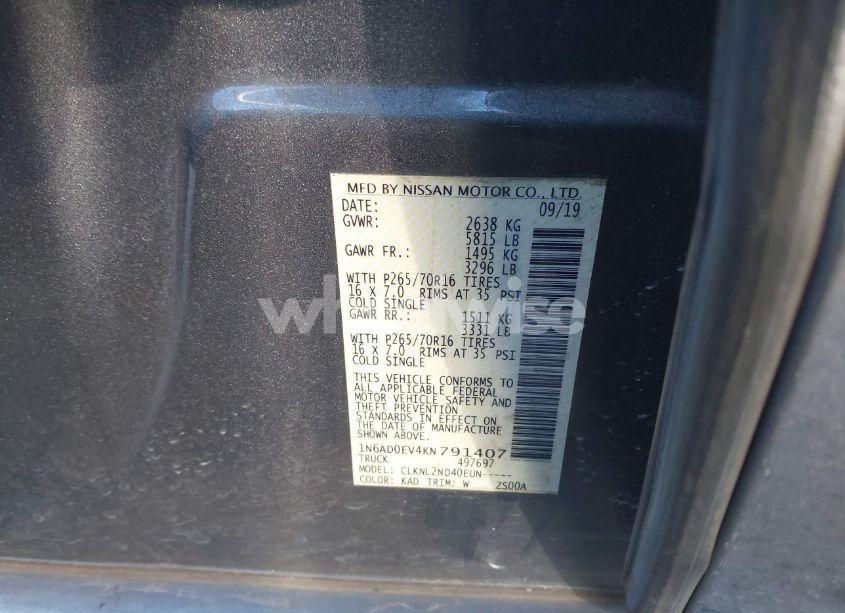 MFD BY NISSAN MOTOR CO., LTD.
DATE: 09/19
GVWR: 2638 KG
5815 LB
GAWR FR.: 1495 KG
3296 LB
WITH P265/70R16 TIRES
16 X 7.0 RIMS AT 35 PSI
COLD SINGLE
GAWR RR.: 1511 KG
3331 LB
WITH P265/70R16 TIRES
16 X 7.0 RIMS AT 35 PSI
COLD SINGLE
THIS VEHICLE CONFORMS TO
ALL APPLICABLE FEDERAL
MOTOR VEHICLE SAFETY AND
THEFT PREVENTION
STANDARDS IN EFFECT ON
THE DATE OF MANUFACTURE
SHOWN ABOVE.
1N6AD0EV4KN791407
TRUCK 497697
MODEL: CLKNL2ND40EUN-----
COLOR: KAD TRIM: W ZS00A